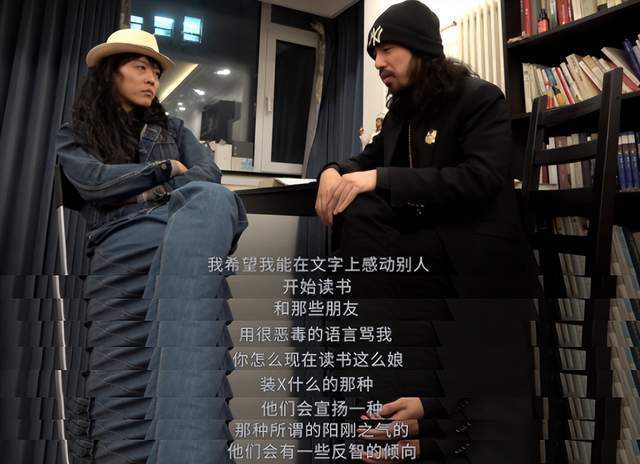 NY
我希望我能在文字上感动别人
开始读书
和那些朋友
用很恶毒的语言骂我
你怎么现在读书这么娘
装X什么的那种
他们会宣扬一种
那种所谓的阳刚之气的
他们会有一些反智的倾向